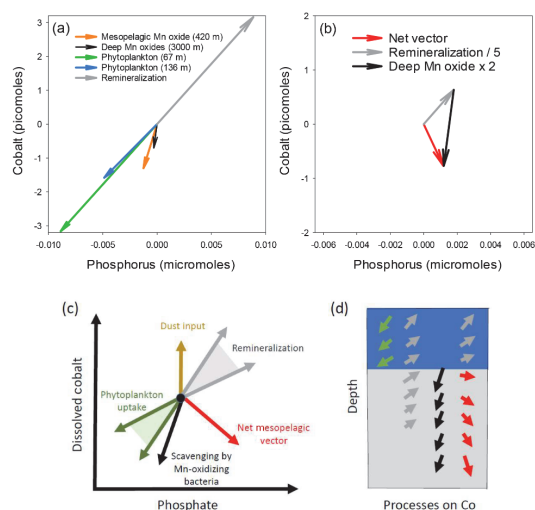 (a)
Mesopelagic Mn oxide (420 m)
Deep Mn oxides (3000 m)
Phytoplankton (67 m)
Phytoplankton (136 m)
Remineralization
Cobalt (picomoles)
3
2
1
0
-1
-2
-3
-0.010
-0.005
0.000
0.005
0.010
Phosphorus (micromoles)
(b)
Net vector
Remineralization / 5
Deep Mn oxide x 2
Cobalt (picomoles)
2
1
0
-1
-2
-0.006
-0.004
-0.002
0.000
0.002
0.004
0.006
Phosphorus (micromoles)
(c)
Dust input
Remineralization
Phytoplankton
uptake
Net mesopelagic
vector
Scavenging by
Mn-oxidizing
bacteria
Dissolved cobalt
Phosphate
(d)
Depth
Processes on Co